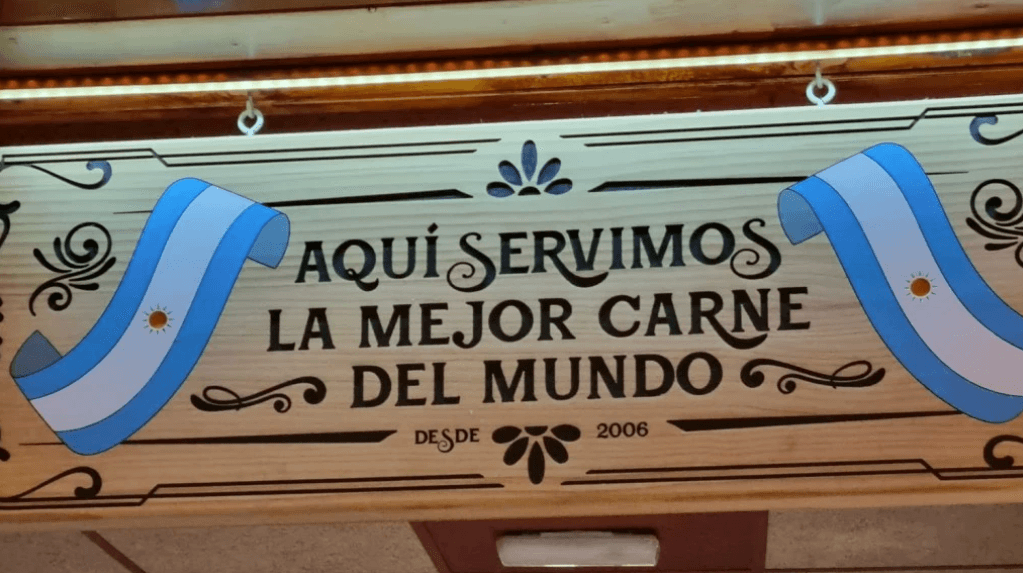 AQUÍ SERVIMOS
LA MEJOR CARNE
DEL MUNDO
DESDE 2006